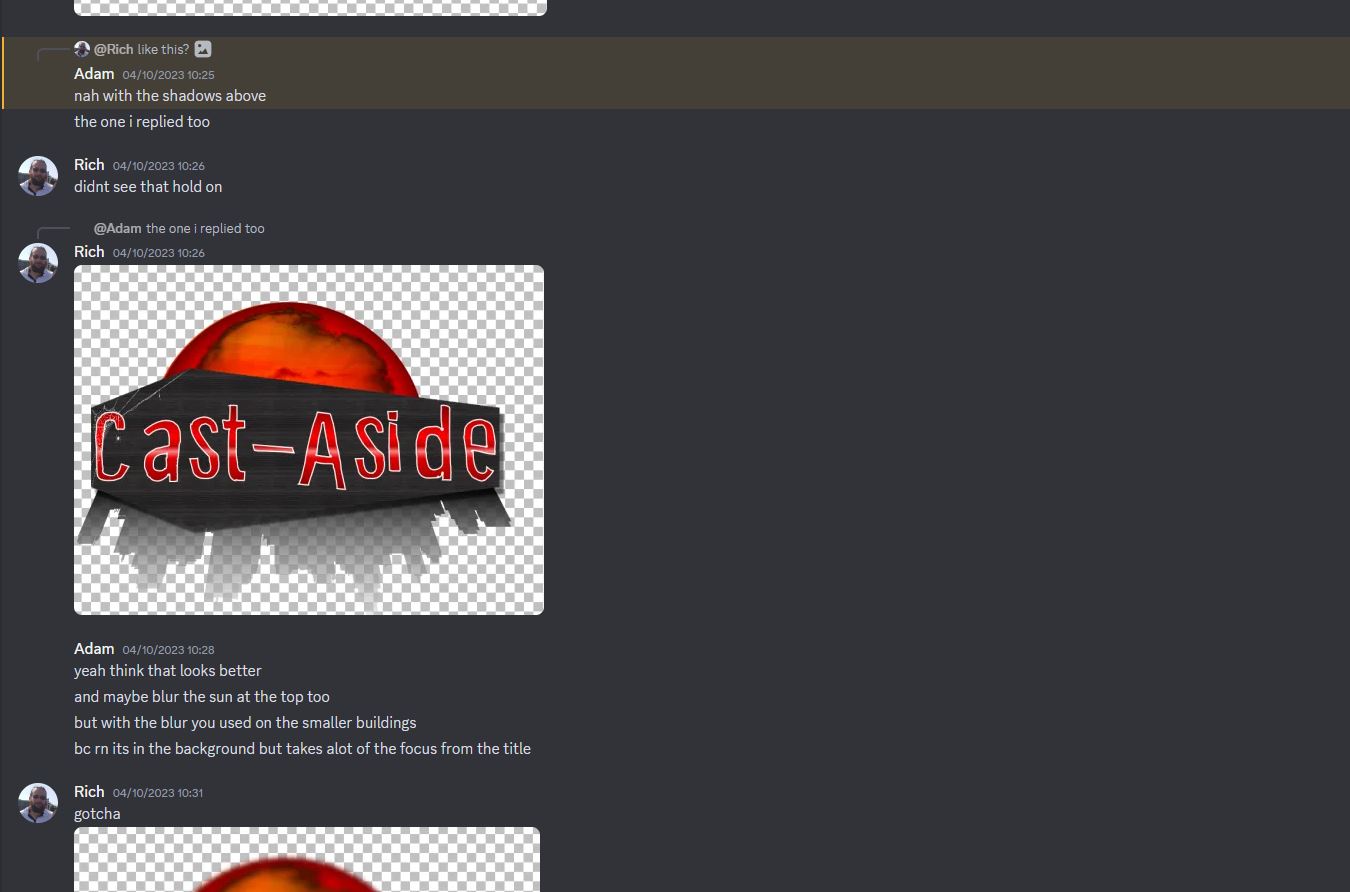 @Rich like this?
Adam 04/10/2023 10:25
nah with the shadows above
the one i replied too
Rich 04/10/2023 10:26
didnt see that hold on
@Adam the one i replied too
Rich 04/10/2023 10:26
Cast-Aside
Adam 04/10/2023 10:28
yeah think that looks better
and maybe blur the sun at the top too
but with the blur you used on the smaller buildings
bc rn its in the background but takes alot of the focus from the title
Rich 04/10/2023 10:31
gotcha